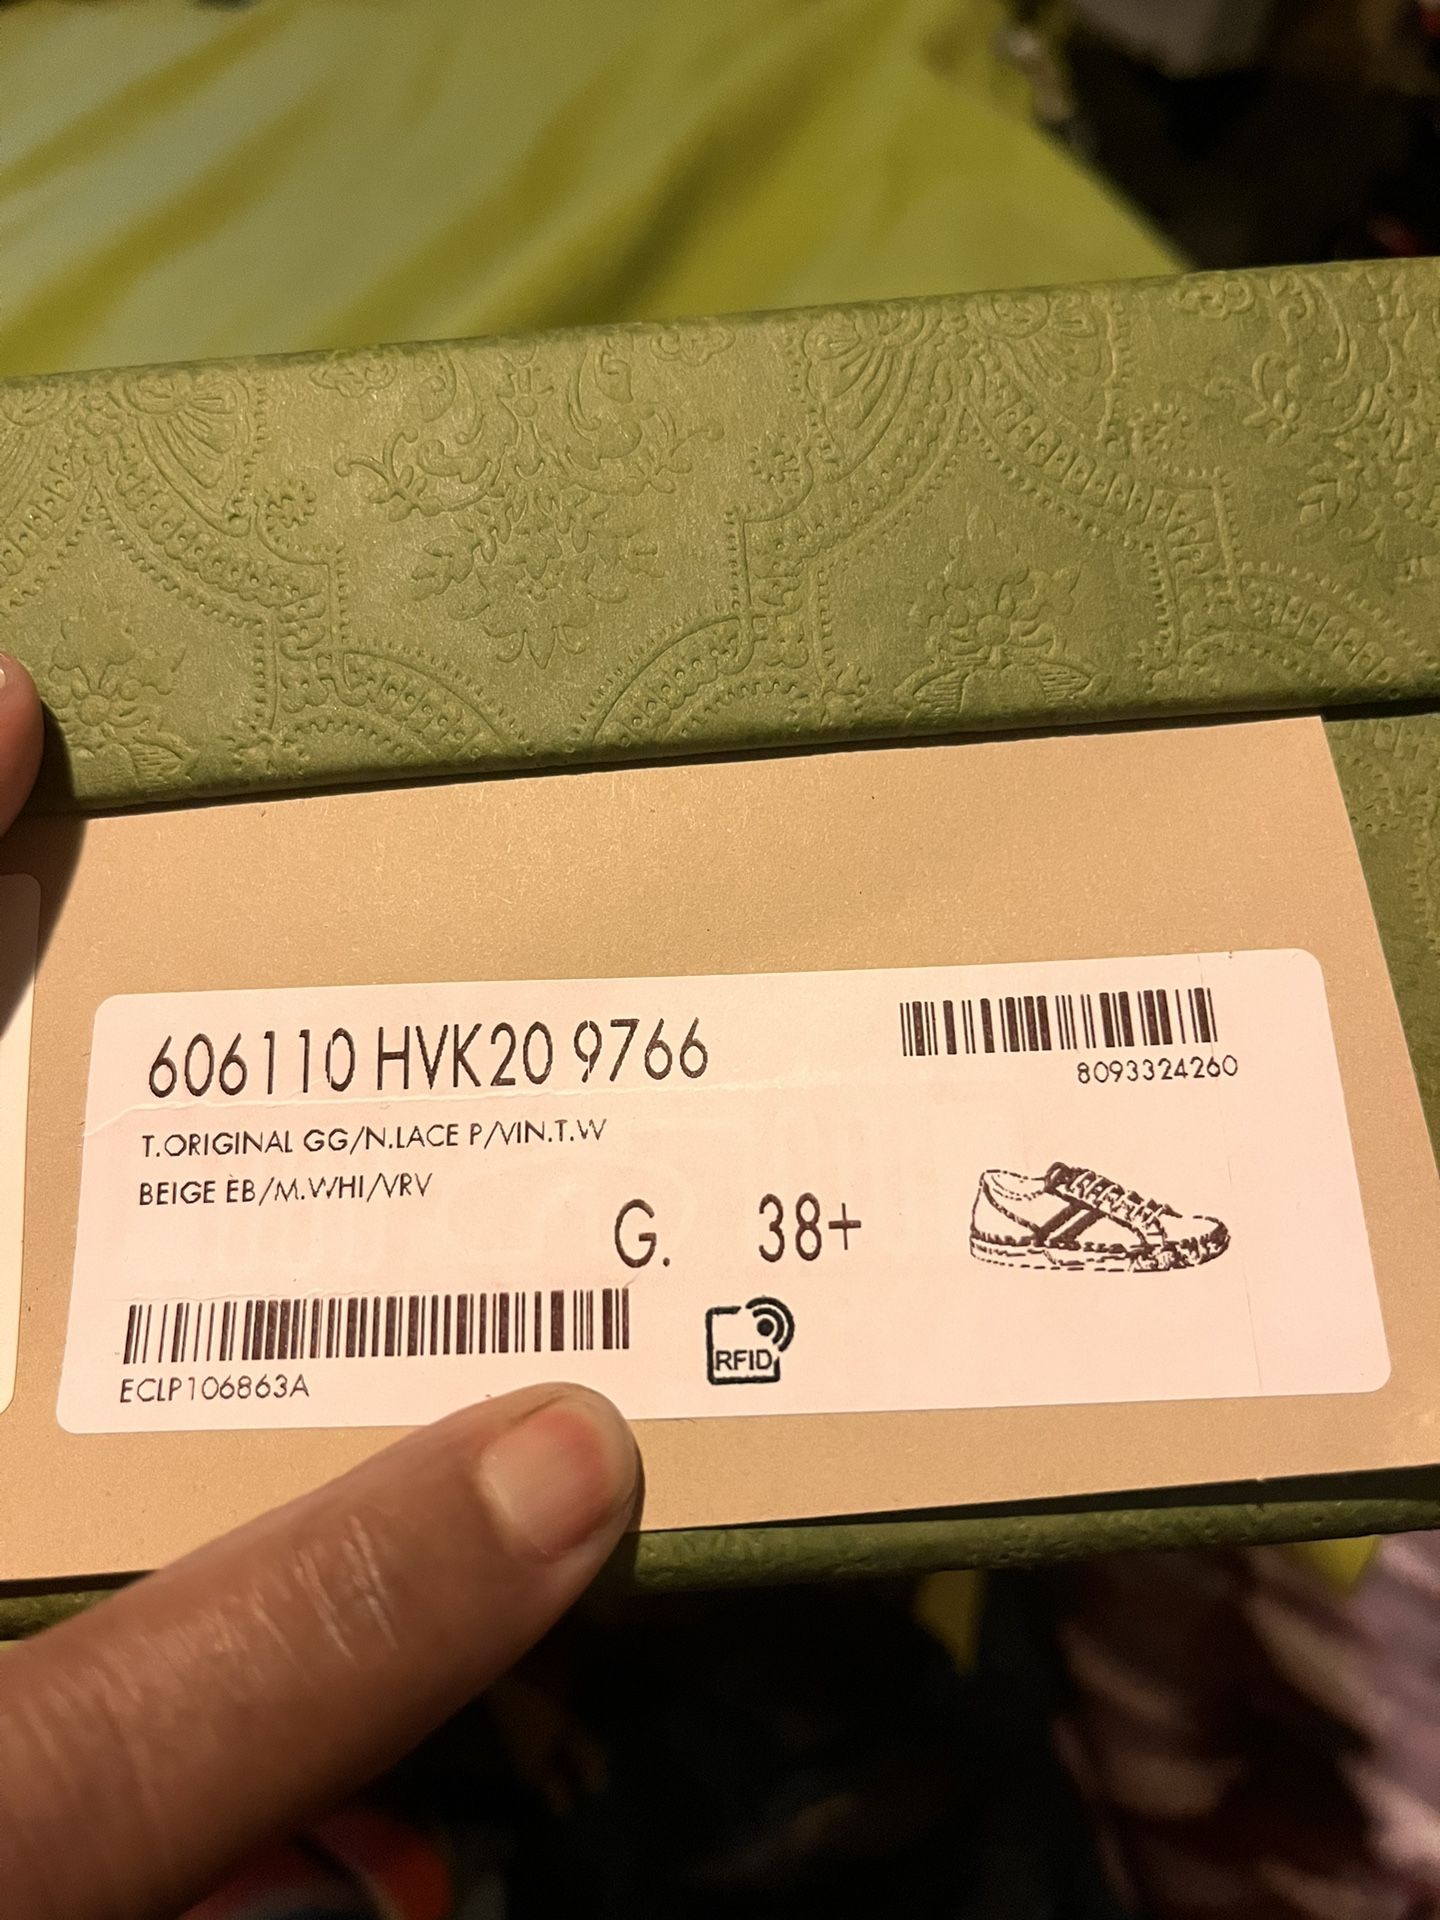 606110 HVK20 9766
8093324260
T.ORIGINAL GG/N.LACE P/VIN.T.W
BEIGE EB/M.WHI/VRV
G. 38+
RFID
ECLP106863A